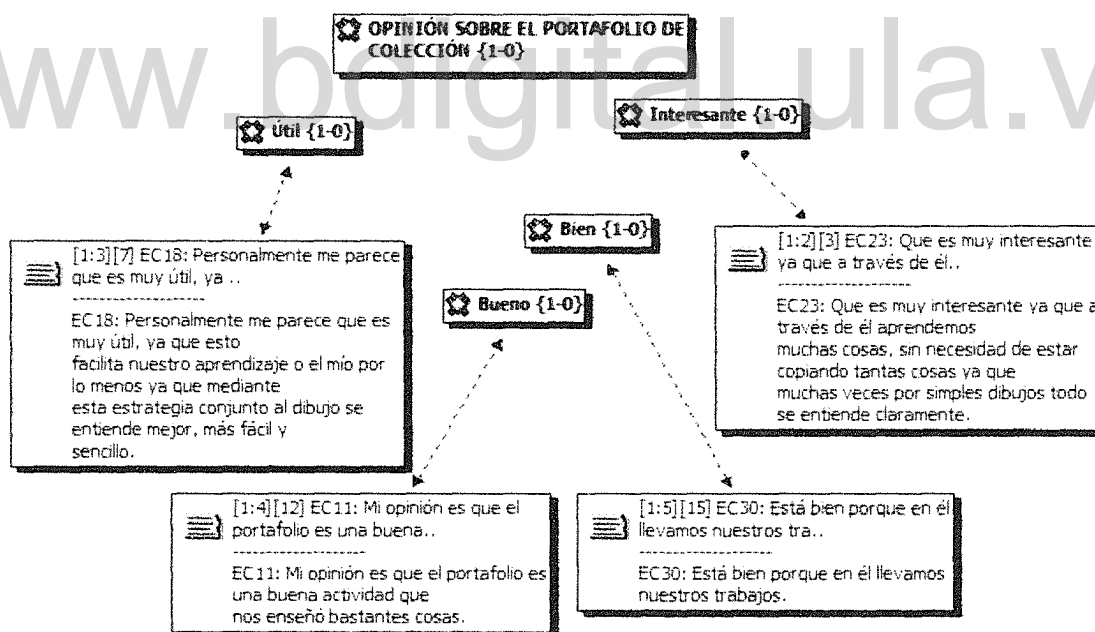 www.bdigital.ula.v
OPINIÓN SOBRE EL PORTAFOLIO DE
COLECCIÓN {1-0}
Útil {1-0}
Interesante {1-0}
Bien {1-0}
Bueno {1-0}
[1:3][7] EC18: Personalmente me parece
que es muy útil, ya ..
--------------------
EC18: Personalmente me parece que es
muy útil, ya que esto
facilita nuestro aprendizaje o el mío por
lo menos ya que mediante
esta estrategia conjunto al dibujo se
entiende mejor, más fácil y
sencillo.
[1:2][3] EC23: Que es muy interesante
ya que a través de él..
--------------------
EC23: Que es muy interesante ya que a
través de él aprendemos
muchas cosas, sin necesidad de estar
copiando tantas cosas ya que
muchas veces por simples dibujos todo
se entiende claramente.
[1:4][12] EC11: Mi opinión es que el
portafolio es una buena..
--------------------
EC11: Mi opinión es que el portafolio es
una buena actividad que
nos enseñó bastantes cosas.
[1:5][15] EC30: Está bien porque en él
llevamos nuestros tra..
--------------------
EC30: Está bien porque en él llevamos
nuestros trabajos.